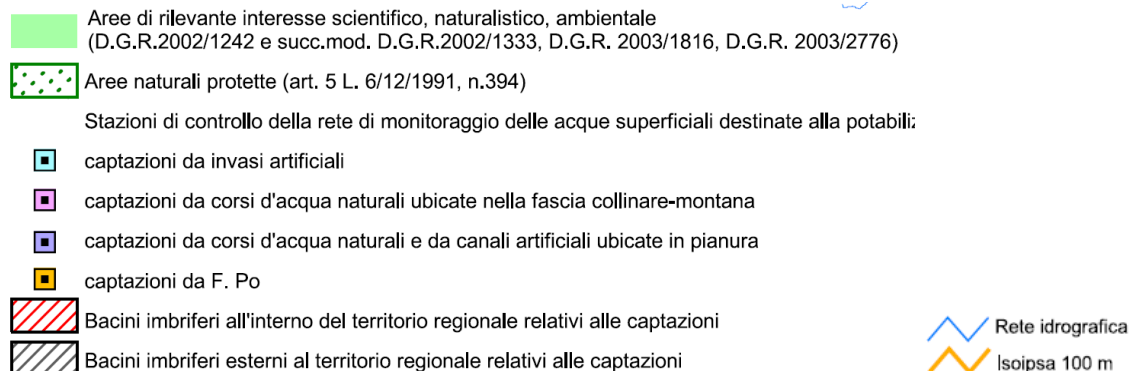 Aree di rilevante interesse scientifico, naturalistico, ambientale
(D.G.R.2002/1242 e succ.mod. D.G.R.2002/1333, D.G.R. 2003/1816, D.G.R. 2003/2776)
Aree naturali protette (art. 5 L. 6/12/1991, n.394)
Stazioni di controllo della rete di monitoraggio delle acque superficiali destinate alla
captazioni da invasi artificiali
captazioni da corsi d'acqua naturali ubicate nella fascia collinare-montana
captazioni da corsi d'acqua naturali e da canali artificiali ubicate in pianura
captazioni da F. Po
Bacini imbriferi all'interno del territorio regionale relativi alle captazioni
Bacini imbriferi esterni al territorio regionale relativi alle captazioni
Rete idrografica
Isoipsa 100 m